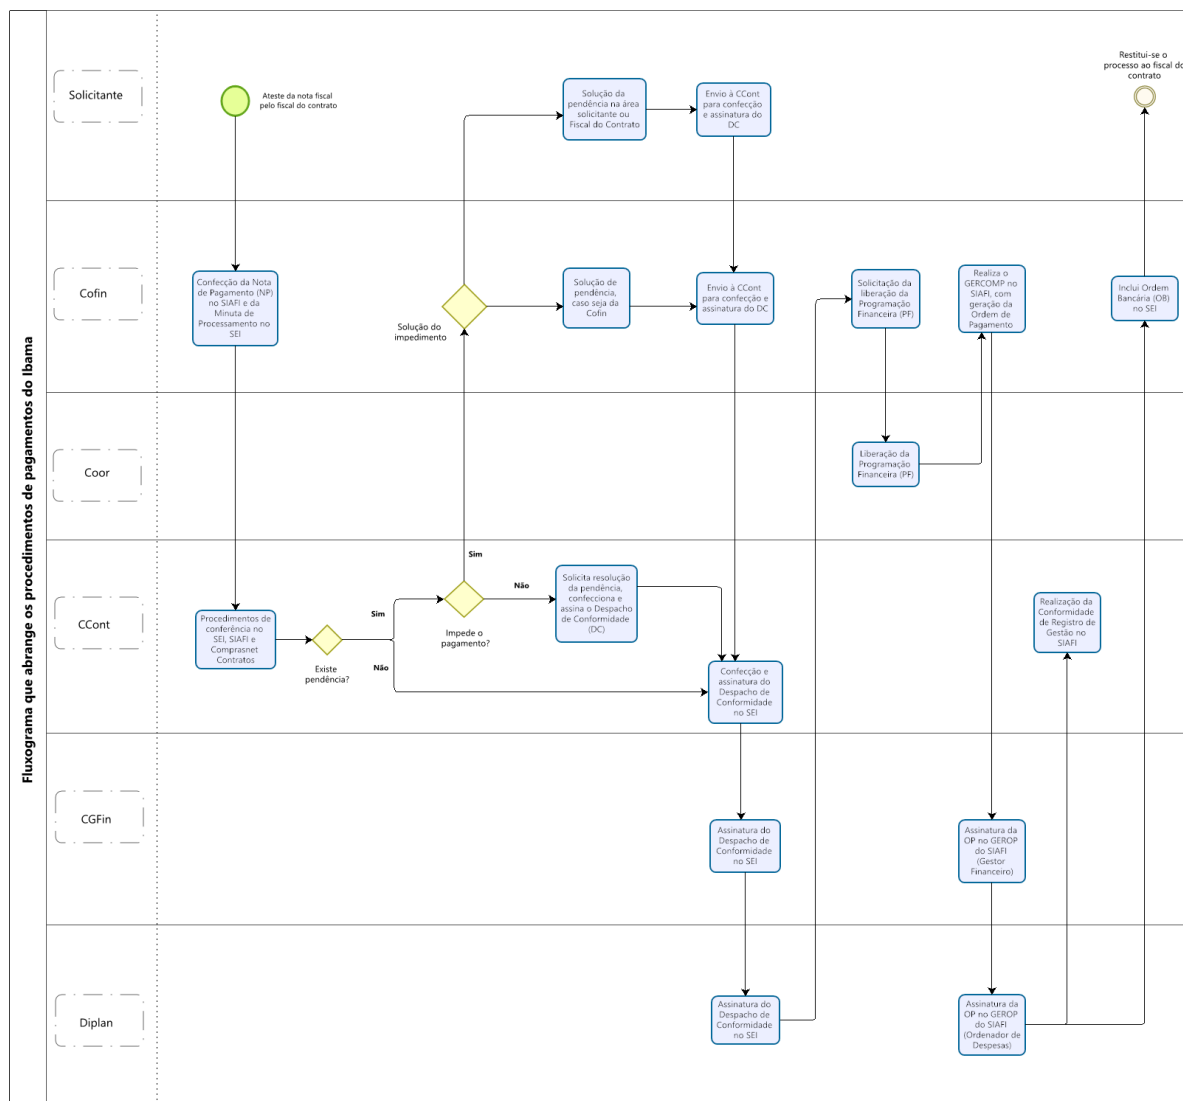 Fluxograma que abrange os procedimentos de pagamentos do Ibama
Solicitante
Ateste da nota fiscal
pelo fiscal do contrato
Solução da
pendência na área
solicitante ou
Fiscal do Contrato
Envio à CCont
para confecção
e assinatura do
DC
Restitui-se o
processo ao fiscal do
contrato
Cofin
Confecção da Nota
de Pagamento (NP)
no SIAFI e da
Minuta de
Processamento no
SEI
Solução do
impedimento
Solução de
pendência,
caso seja da
Cofin
Envio à CCont
para confecção e
assinatura do DC
Solicitação da
liberação da
Programação
Financeira (PF)
Realiza o
GERCOMP no
SIAFI, com
geração da
Ordem de
Pagamento
Inclui Ordem
Bancária (OB)
no SEI
Coor
Liberação da
Programação
Financeira (PF)
CCont
Procedimentos de
conferência no
SEI, SIAFI e
Comprasnet
Contratos
Existe
pendência?
Sim
Não
Impede o
pagamento?
Sim
Não
Solicita resolução
da pendência,
confecciona e
assina o Despacho
de Conformidade
(DC)
Confecção e
assinatura do
Despacho de
Conformidade
no SEI
Realização da
Conformidade
de Registro de
Gestão no
SIAFI
CGFin
Assinatura do
Despacho de
Conformidade
no SEI
Assinatura da
OP no GEROP
do SIAFI
(Gestor
Financeiro)
Diplan
Assinatura do
Despacho de
Conformidade
no SEI
Assinatura da
OP no GEROP
do SIAFI
(Ordenador de
Despesas)